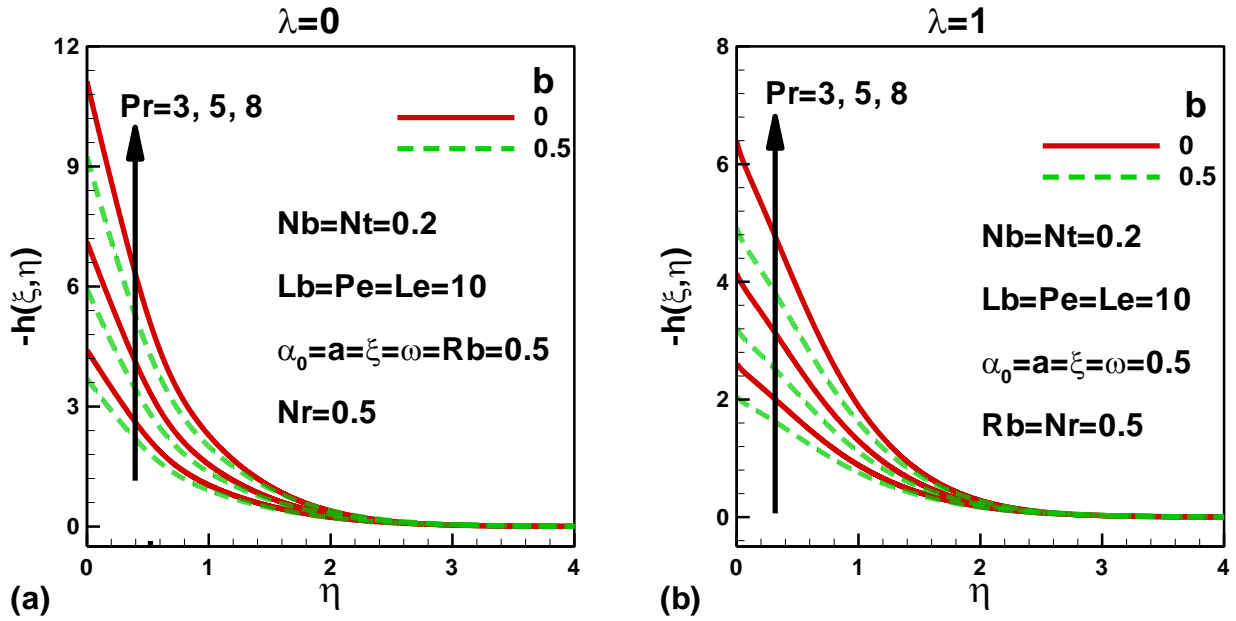 λ=0
12
9
6
3
0
-h(ξ,η)
Pr=3, 5, 8
b
0
0.5
Nb=Nt=0.2
Lb=Pe=Le=10
α₀=a=ξ=ω=Rb=0.5
Nr=0.5
0 1 2 3 4
η
(a)
λ=1
8
6
4
2
0
-h(ξ,η)
Pr=3, 5, 8
b
0
0.5
Nb=Nt=0.2
Lb=Pe=Le=10
α₀=a=ξ=ω=0.5
Rb=Nr=0.5
0 1 2 3 4
η
(b)